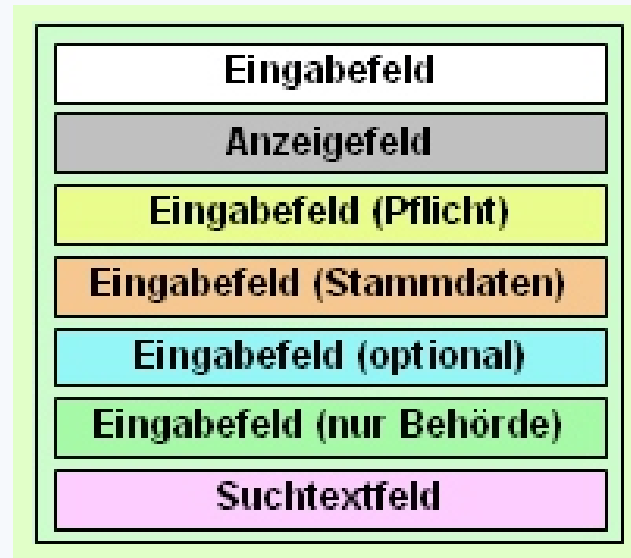 Eingabefeld
Anzeigefeld
Eingabefeld (Pflicht)
Eingabefeld (Stammdaten)
Eingabefeld (optional)
Eingabefeld (nur Behörde)
Suchtextfeld